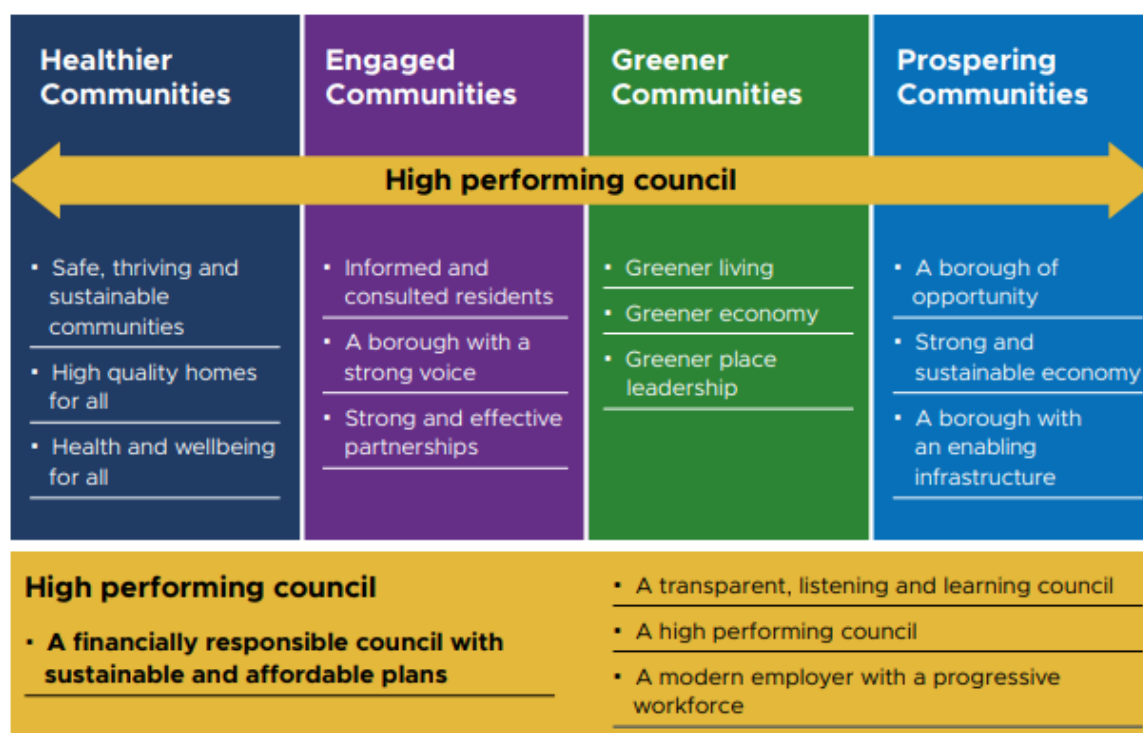 Healthier
Communities
Engaged
Communities
Greener
Communities
Prospering
Communities
High performing council
▪ Safe, thriving and
sustainable
communities
▪ High quality homes
for all
▪ Health and wellbeing
for all
▪ Informed and
consulted residents
▪ A borough with a
strong voice
▪ Strong and effective
partnerships
▪ Greener living
▪ Greener economy
▪ Greener place
leadership
▪ A borough of
opportunity
▪ Strong and
sustainable economy
▪ A borough with
an enabling
infrastructure
High performing council
▪ A financially responsible council with
sustainable and affordable plans
▪ A transparent, listening and learning council
▪ A high performing council
▪ A modern employer with a progressive
workforce